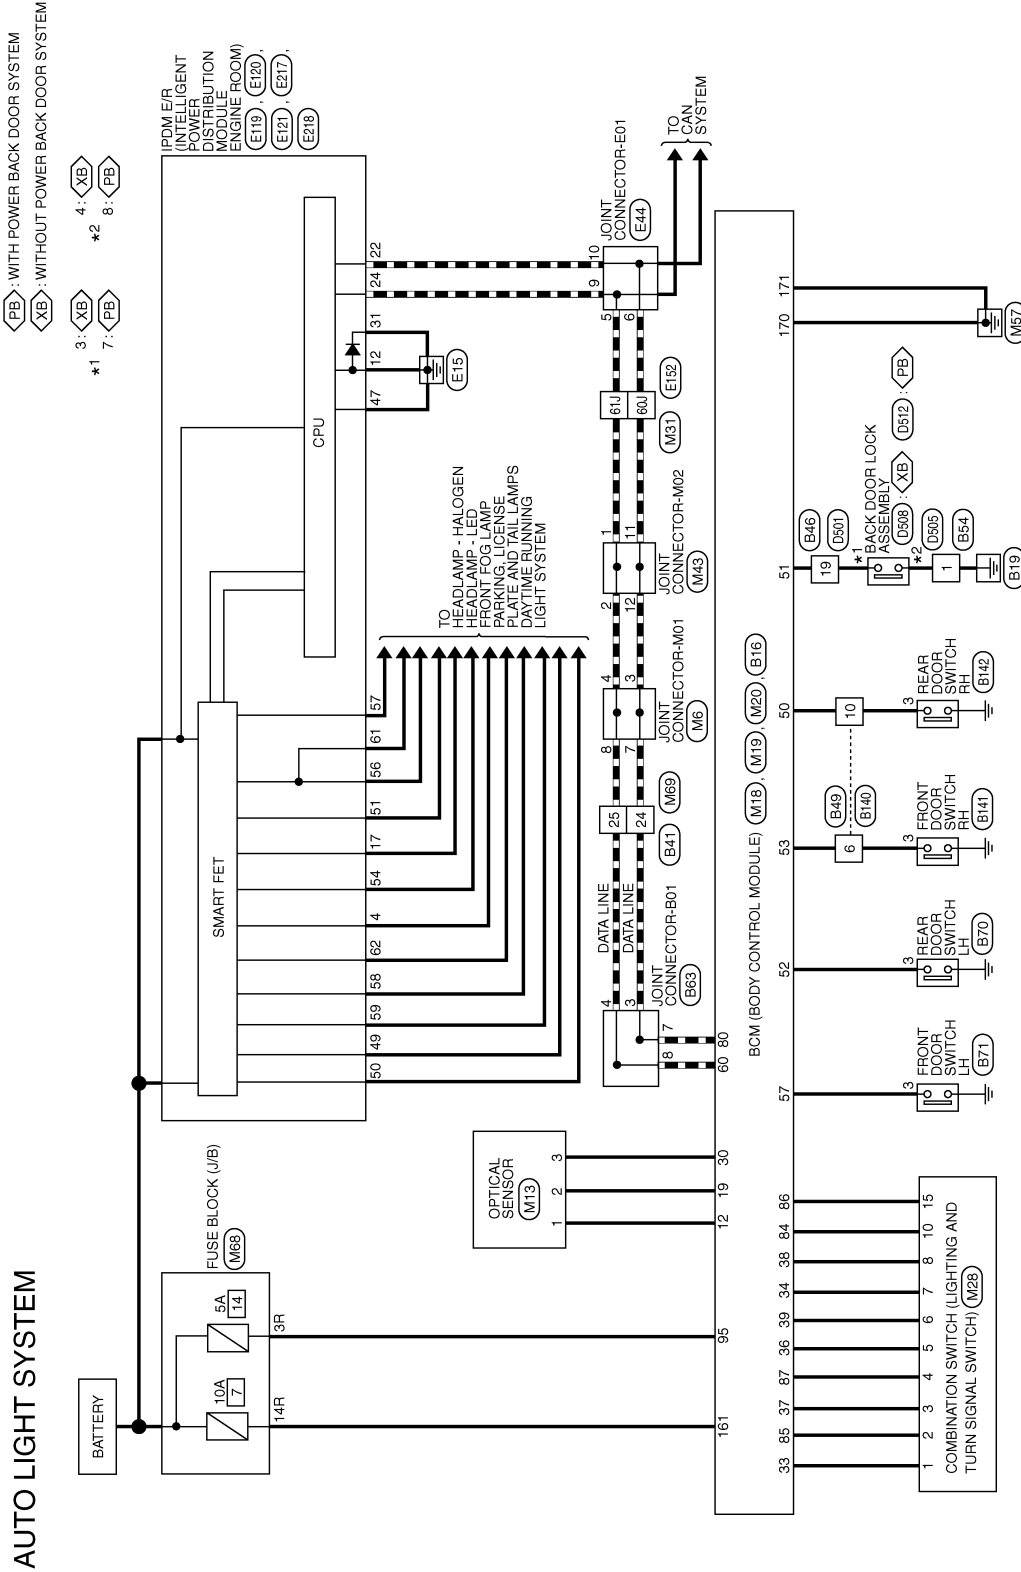 AUTO LIGHT SYSTEM
PB : WITH POWER BACK DOOR SYSTEM
XB : WITHOUT POWER BACK DOOR SYSTEM
*1 3 : XB
7 : PB
*2 4 : XB
8 : PB
BATTERY
FUSE BLOCK (J/B)
M68
10A
7
5A
14
14R
3R
IPDM E/R
(INTELLIGENT
POWER
DISTRIBUTION
MODULE
ENGINE ROOM)
E119 , E120 ,
E121 , E217 ,
E218
SMART FET
CPU
50
49
59
58
62
4
54
17
51
56
61
57
47
12
31
24
22
E15
TO
HEADLAMP - HALOGEN
HEADLAMP - LED
FRONT FOG LAMP
PARKING, LICENSE
PLATE AND TAIL LAMPS
DAYTIME RUNNING
LIGHT SYSTEM
OPTICAL
SENSOR
M13
1
2
3
JOINT
CONNECTOR-B01
B63
8
7
4
3
DATA LINE
DATA LINE
25
24
B41
M69
8
7
JOINT
CONNECTOR-M01
M6
4
3
2
12
JOINT
CONNECTOR-M02
M43
1
11
61J
60J
M31
E152
5
6
9
10
JOINT
CONNECTOR-E01
E44
TO
CAN
SYSTEM
161
95
12
19
30
60
80
BCM (BODY CONTROL MODULE) M18 , M19 , M20 , B16
33
85
37
87
36
39
34
38
84
86
57
52
53
50
51
170
171
1
2
3
4
5
6
7
8
10
15
COMBINATION SWITCH (LIGHTING AND
TURN SIGNAL SWITCH) M28
3
FRONT
DOOR
SWITCH
LH
B71
3
REAR
DOOR
SWITCH
LH
B70
6
B49
B140
3
FRONT
DOOR
SWITCH
RH
B141
10
3
REAR
DOOR
SWITCH
RH
B142
19
B46
D501
*1
BACK DOOR LOCK
ASSEMBLY
D508 : XB D512 : PB
*2
D505
1
B54
B19
M57